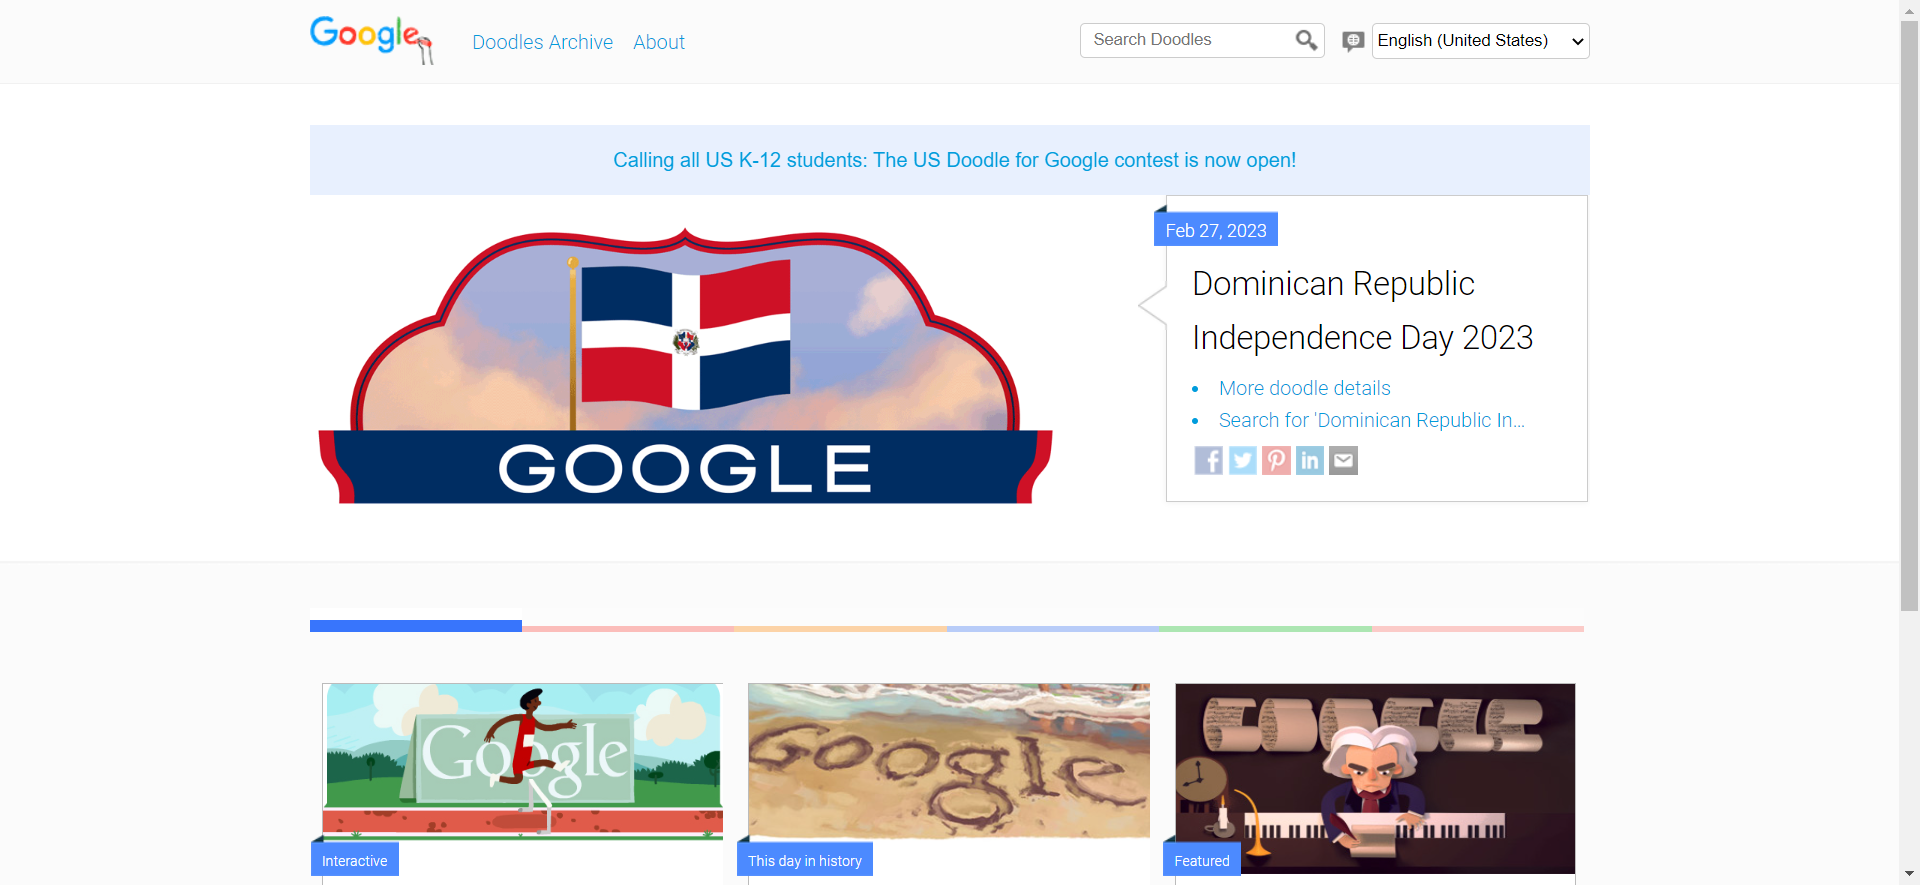 Google
Doodles Archive
About
Search Doodles
English (United States)
Calling all US K-12 students: The US Doodle for Google contest is now open!
GOOGLE
Feb 27, 2023
Dominican Republic
Independence Day 2023
More doodle details
Search for 'Dominican Republic In...
Google
Interactive
Google
This day in history
GOOGLE
Featured